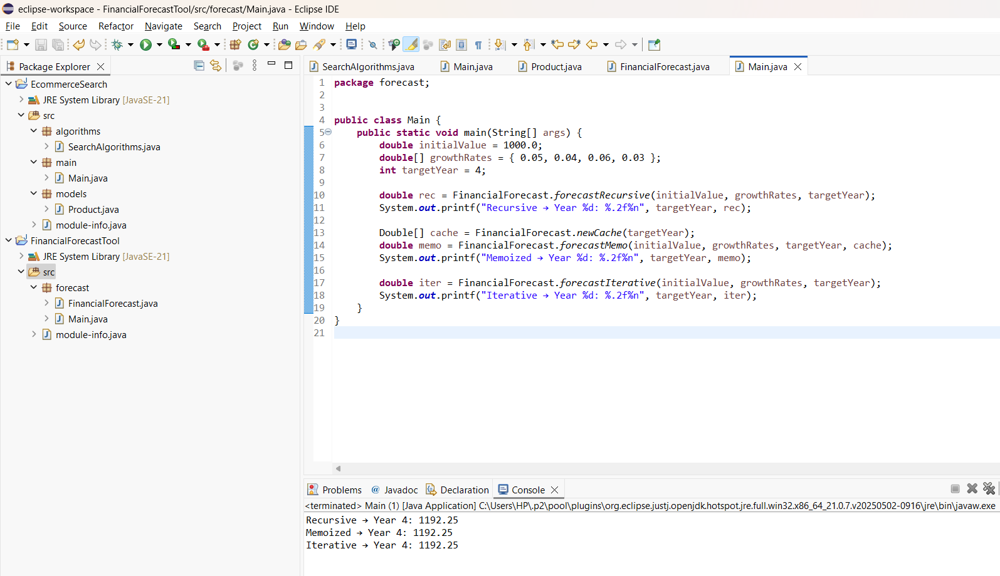 eclipse-workspace - FinancialForecastTool/src/forecast/Main.java - Eclipse IDE
File Edit Source Refactor Navigate Search Project Run Window Help
Package Explorer
EcommerceSearch
JRE System Library [JavaSE-21]
src
algorithms
SearchAlgorithms.java
main
Main.java
models
Product.java
module-info.java
FinancialForecastTool
JRE System Library [JavaSE-21]
src
forecast
FinancialForecast.java
Main.java
module-info.java
SearchAlgorithms.java Main.java Product.java FinancialForecast.java Main.java
1 package forecast;
2
3
4 public class Main {
5 public static void main(String[] args) {
6 double initialValue = 1000.0;
7 double[] growthRates = { 0.05, 0.04, 0.06, 0.03 };
8 int targetYear = 4;
9
10 double rec = FinancialForecast.forecastRecursive(initialValue, growthRates, targetYear);
11 System.out.printf("Recursive → Year %d: %.2f%n", targetYear, rec);
12
13 Double[] cache = FinancialForecast.newCache(targetYear);
14 double memo = FinancialForecast.forecastMemo(initialValue, growthRates, targetYear, cache);
15 System.out.printf("Memoized → Year %d: %.2f%n", targetYear, memo);
16
17 double iter = FinancialForecast.forecastIterative(initialValue, growthRates, targetYear);
18 System.out.printf("Iterative → Year %d: %.2f%n", targetYear, iter);
19 }
20 }
21
Problems Javadoc Declaration Console
<terminated> Main (1) [Java Application] C:\Users\HP\.p2\pool\plugins\org.eclipse.justj.openjdk.hotspot.jre.full.win32.x86_64_21.0.7.v20250502-0916\jre\bin\javaw.exe
Recursive → Year 4: 1192.25
Memoized → Year 4: 1192.25
Iterative → Year 4: 1192.25